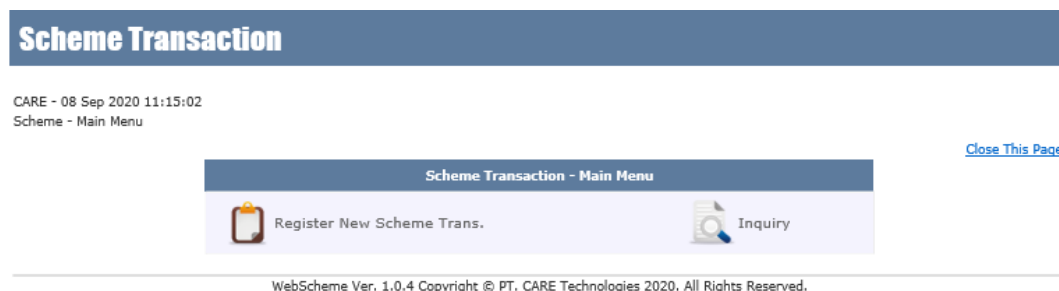 Scheme Transaction
CARE - 08 Sep 2020 11:15:02
Scheme - Main Menu
Close This Page
Scheme Transaction - Main Menu
Register New Scheme Trans.
Inquiry
WebScheme Ver. 1.0.4 Copyright © PT. CARE Technologies 2020. All Rights Reserved.